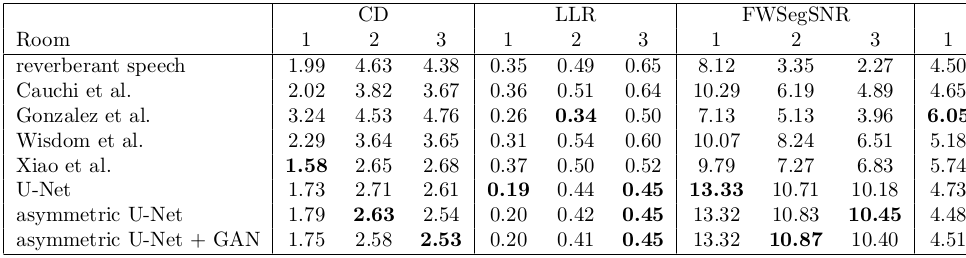 CD LLR FWSegSNR
Room 1 2 3 1 2 3 1 2 3 1
reverberant speech 1.99 4.63 4.38 0.35 0.49 0.65 8.12 3.35 2.27 4.50
Cauchi et al. 2.02 3.82 3.67 0.36 0.51 0.64 10.29 6.19 4.89 4.65
Gonzalez et al. 3.24 4.53 4.76 0.26 0.34 0.50 7.13 5.13 3.96 6.05
Wisdom et al. 2.29 3.64 3.65 0.31 0.54 0.60 10.07 8.24 6.51 5.18
Xiao et al. 1.58 2.65 2.68 0.37 0.50 0.52 9.79 7.27 6.83 5.74
U-Net 1.73 2.71 2.61 0.19 0.44 0.45 13.33 10.71 10.18 4.73
asymmetric U-Net 1.79 2.63 2.54 0.20 0.42 0.45 13.32 10.83 10.45 4.48
asymmetric U-Net + GAN 1.75 2.58 2.53 0.20 0.41 0.45 13.32 10.87 10.40 4.51